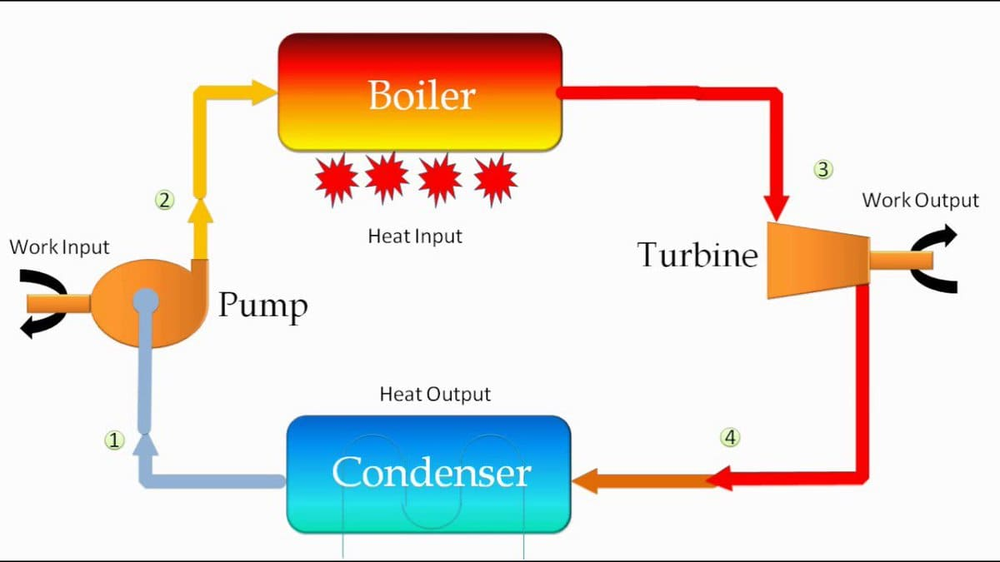 Boiler
2
3
Heat Input
Work Output
Work Input
Turbine
Pump
Heat Output
1
4
Condenser